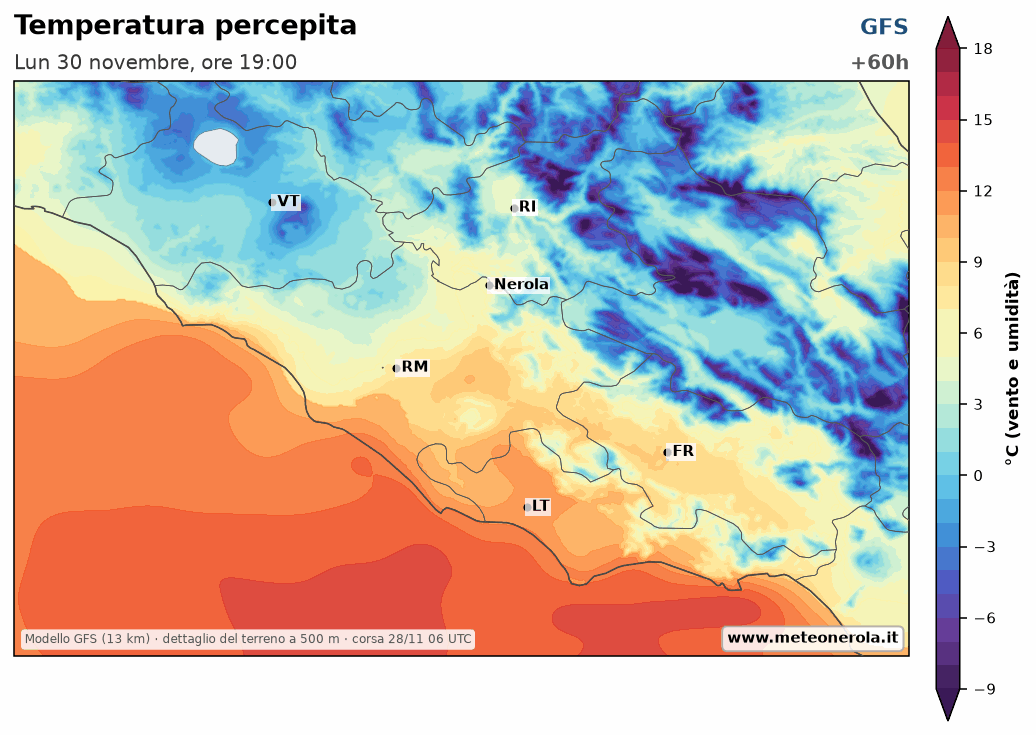 Temperatura percepita
GFS
Lun 30 novembre, ore 19:00
+60h
18
15
12
9
6
3
0
−3
−6
−9
°C (vento e umidità)
VT
RI
Nerola
RM
FR
LT
Modello GFS (13 km) · dettaglio del terreno a 500 m · corsa 28/11 06 UTC
www.meteonerola.it